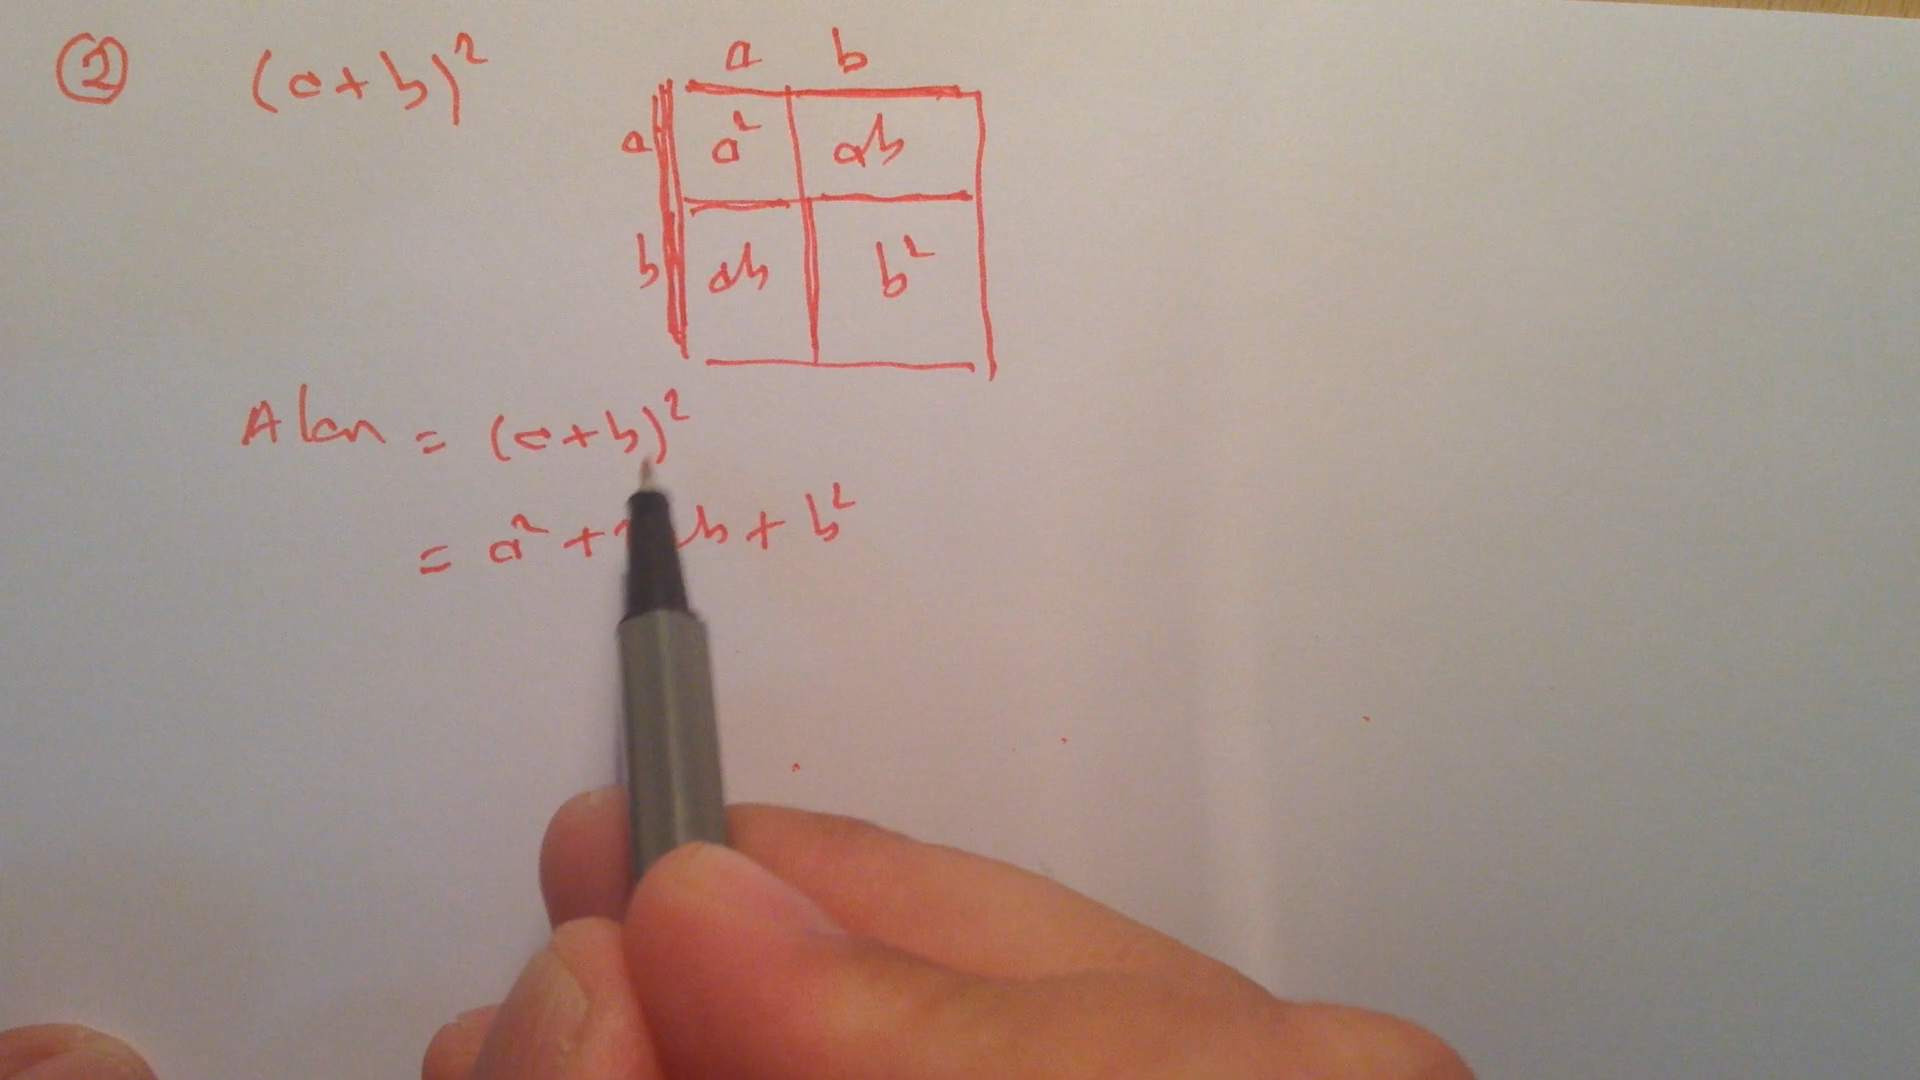 ② (a+b)²
a b
a a² ab
b ab b²
Alan = (a+b)²
= a² + b + b²